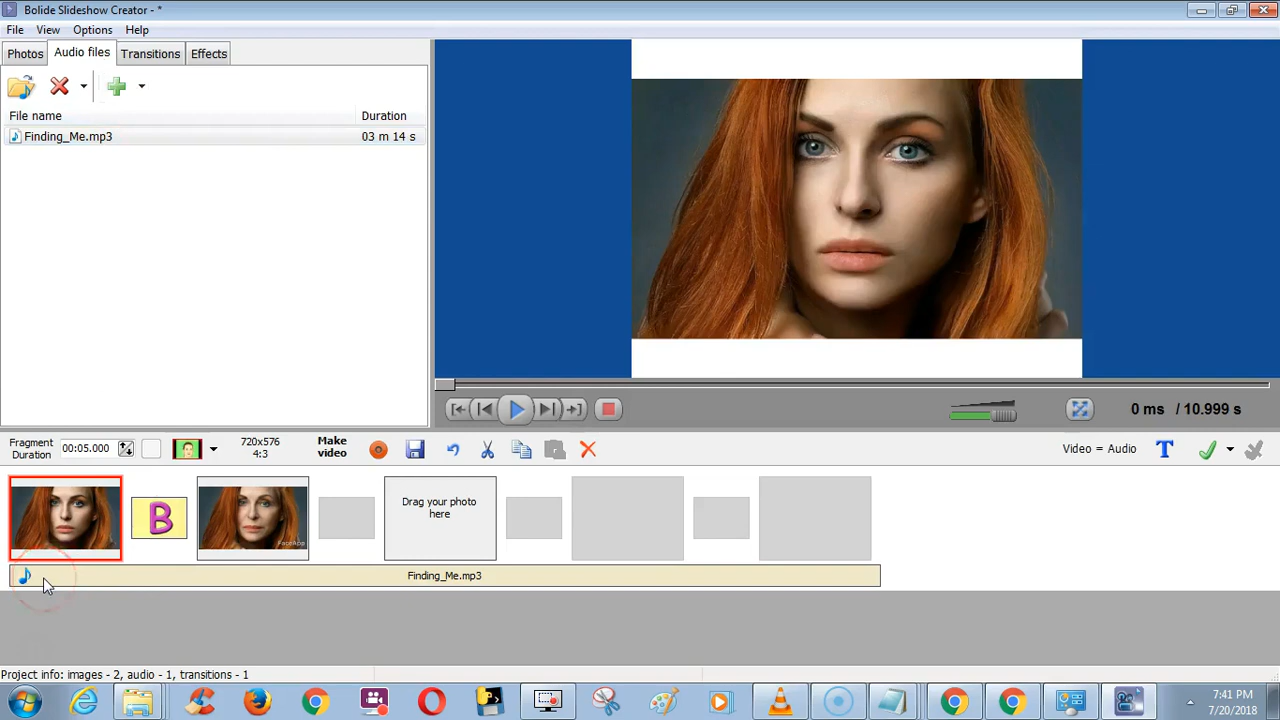 Bolide Slideshow Creator - *
File View Options Help
Photos Audio files Transitions Effects
File name Duration
Finding_Me.mp3 03 m 14 s
0 ms / 10.999 s
Fragment
Duration
00:05.000
720x576
4:3
Make
video
Video = Audio
T
B
FaceApp
Drag your photo
here
Finding_Me.mp3
Project info: images - 2, audio - 1, transitions - 1
7:41 PM
7/20/2018